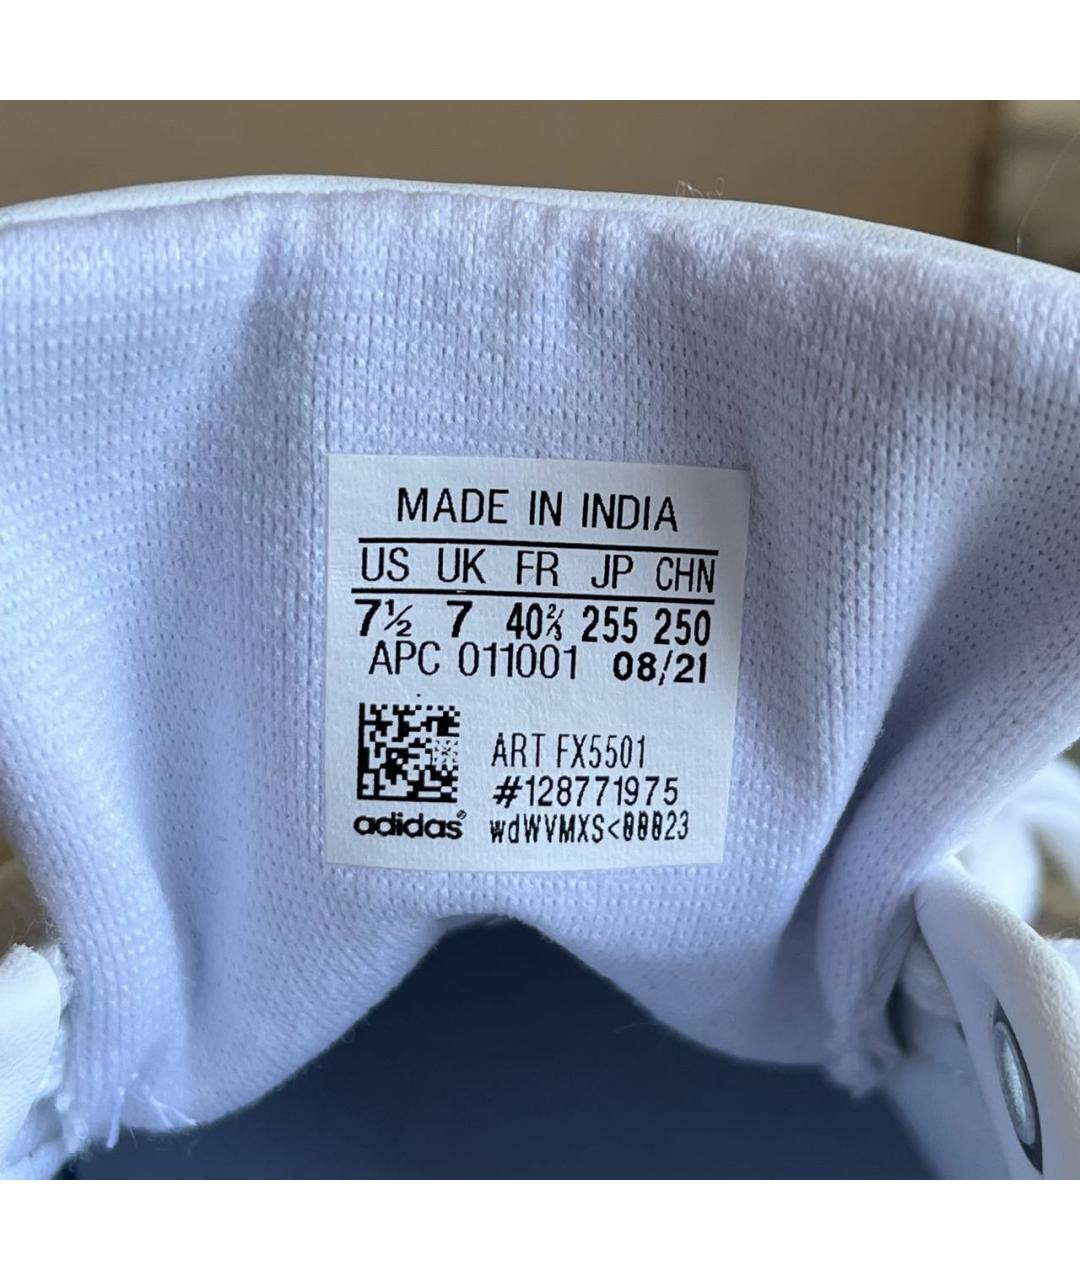 MADE IN INDIA
US UK FR JP CHN
7½ 7 40⅔ 255 250
APC 011001 08/21
ART FX5501
#128771975
adidas® wdWVMXS<00023